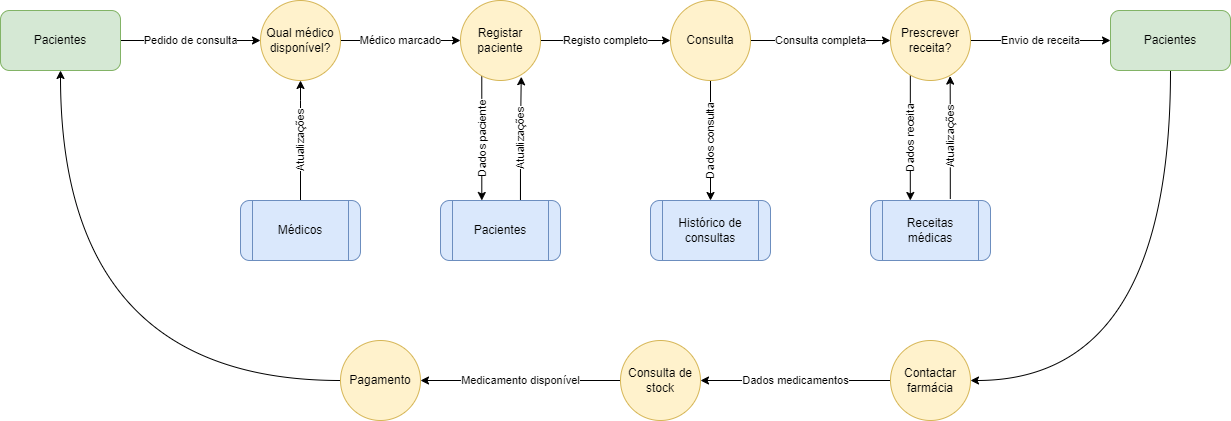 Pacientes
Pedido de consulta
Qual médico
disponível?
Médico marcado
Registar
paciente
Registo completo
Consulta
Consulta completa
Prescrever
receita?
Envio de receita
Pacientes
Atualizações
Dados paciente
Atualizações
Dados consulta
Dados receita
Atualizações
Médicos
Pacientes
Histórico de
consultas
Receitas
médicas
Pagamento
Medicamento disponível
Consulta de
stock
Dados medicamentos
Contactar
farmácia